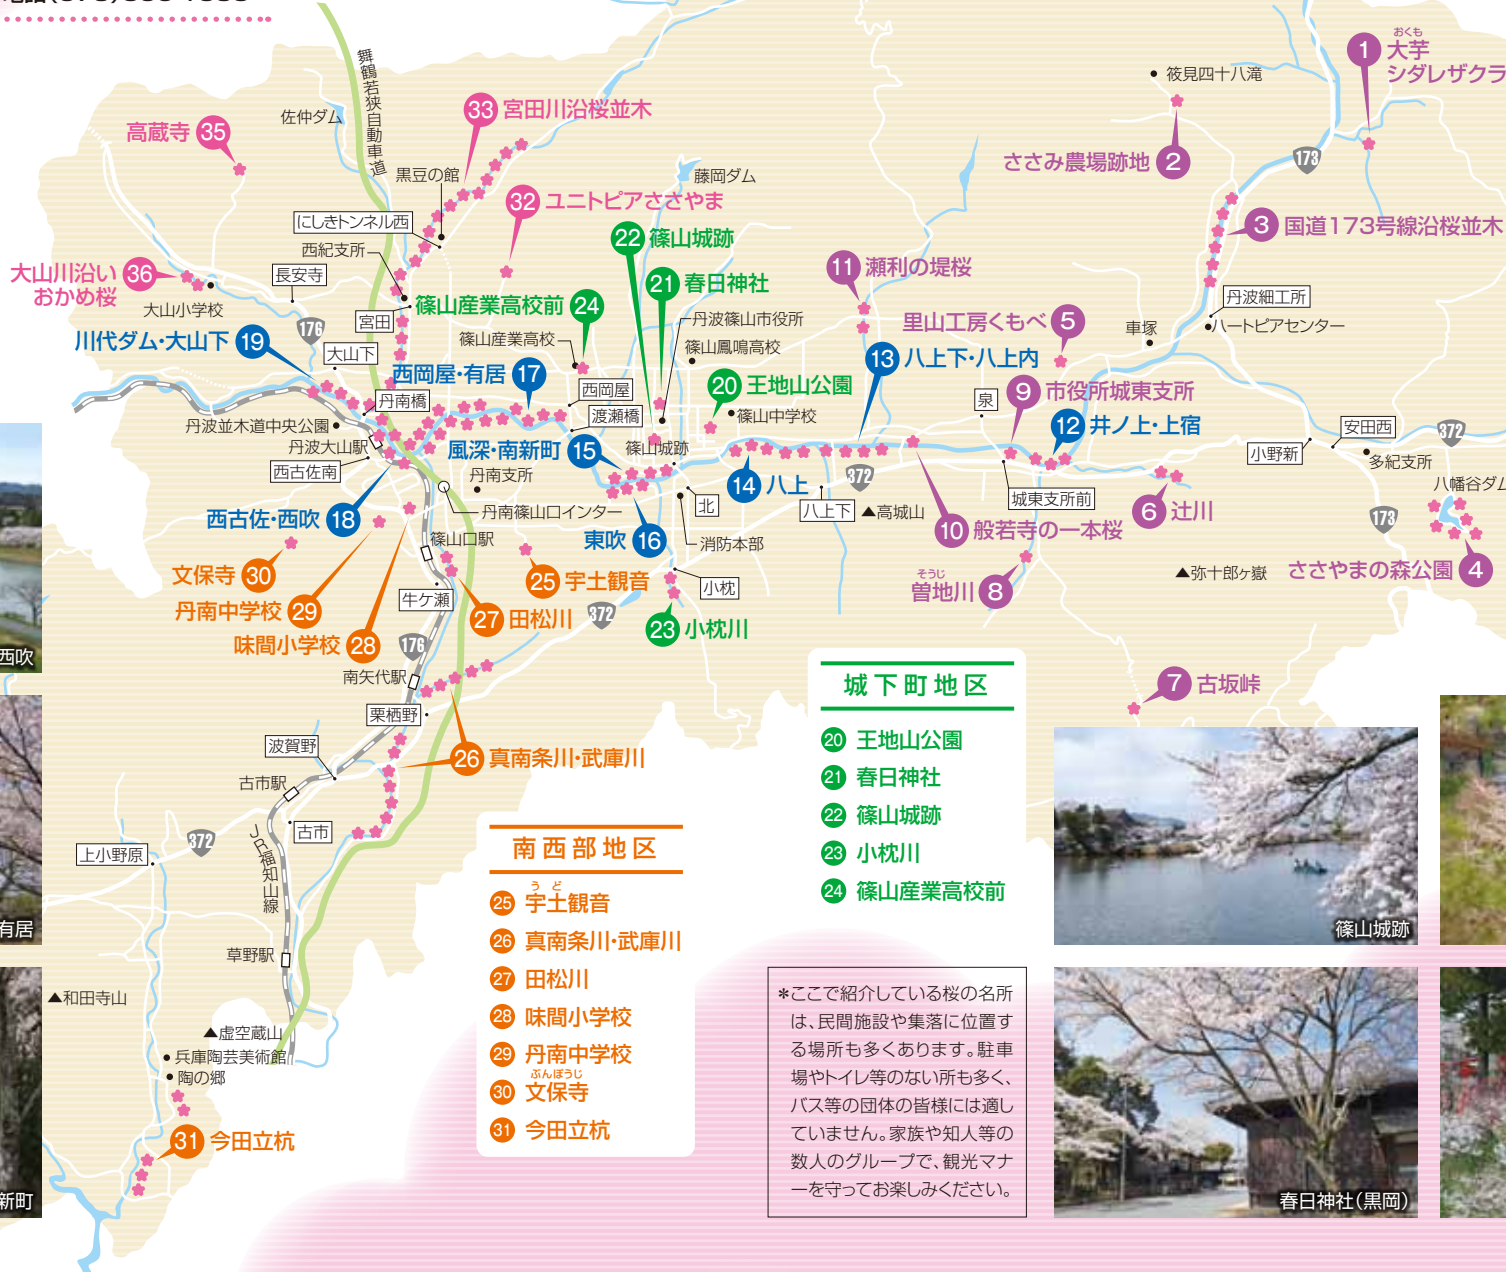 舞鶴若狭自動車道
佐仲ダム
33 宮田川沿桜並木
高蔵寺 35
黒豆の館
藤岡ダム
32 ユニトピアささやま
にしきトンネル西
西紀支所
22 篠山城跡
大山川沿い 36
おかめ桜
長安寺
大山小学校
176
宮田
篠山産業高校前 24
21 春日神社
丹波篠山市役所
篠山産業高校
篠山鳳鳴高校
川代ダム・大山下 19
大山下
西岡屋・有居 17
西岡屋
20 王地山公園
篠山中学校
丹南橋
渡瀬橋
丹波並木道中央公園
丹波大山駅
風深・南新町 15
篠山城跡
西古佐南
丹南支所
西古佐・西吹 18
丹南篠山口インター
北
東吹 16
消防本部
篠山口駅
文保寺 30
25 宇土観音
小枕
丹南中学校 29
牛ケ瀬
27 田松川
372
味間小学校 28
176
23 小枕川
南矢代駅
栗栖野
波賀野
26 真南条川・武庫川
古市駅
古市
372
上小野原
JR福知山線
草野駅
▲和田寺山
▲虚空蔵山
兵庫陶芸美術館
陶の郷
31 今田立杭
おくも
1 大芋
シダレザクラ
筱見四十八滝
ささみ農場跡地 2
173
3 国道173号線沿桜並木
11 瀬利の堤桜
丹波細工所
ハートピアセンター
里山工房くもべ 5
車塚
13 八上下・八上内
9 市役所城東支所
泉
12 井ノ上・上宿
安田西
372
小野新
多紀支所
14 八上
372
八上下
▲高城山
城東支所前
6 辻川
八幡谷ダム
173
10 般若寺の一本桜
そうじ
曽地川 8
▲弥十郎ヶ嶽
ささやまの森公園 4
7 古坂峠
城下町地区
20 王地山公園
21 春日神社
22 篠山城跡
23 小枕川
24 篠山産業高校前
南西部地区
うど
25 宇土観音
26 真南条川・武庫川
27 田松川
28 味間小学校
29 丹南中学校
ぶんぽうじ
30 文保寺
31 今田立杭
*ここで紹介している桜の名所
は、民間施設や集落に位置す
る場所も多くあります。駐車
場やトイレ等のない所も多く、
バス等の団体の皆様には適し
ていません。家族や知人等の
数人のグループで、観光マナ
ーを守ってお楽しみください。
篠山城跡
春日神社(黒岡)
西吹
有居
新町